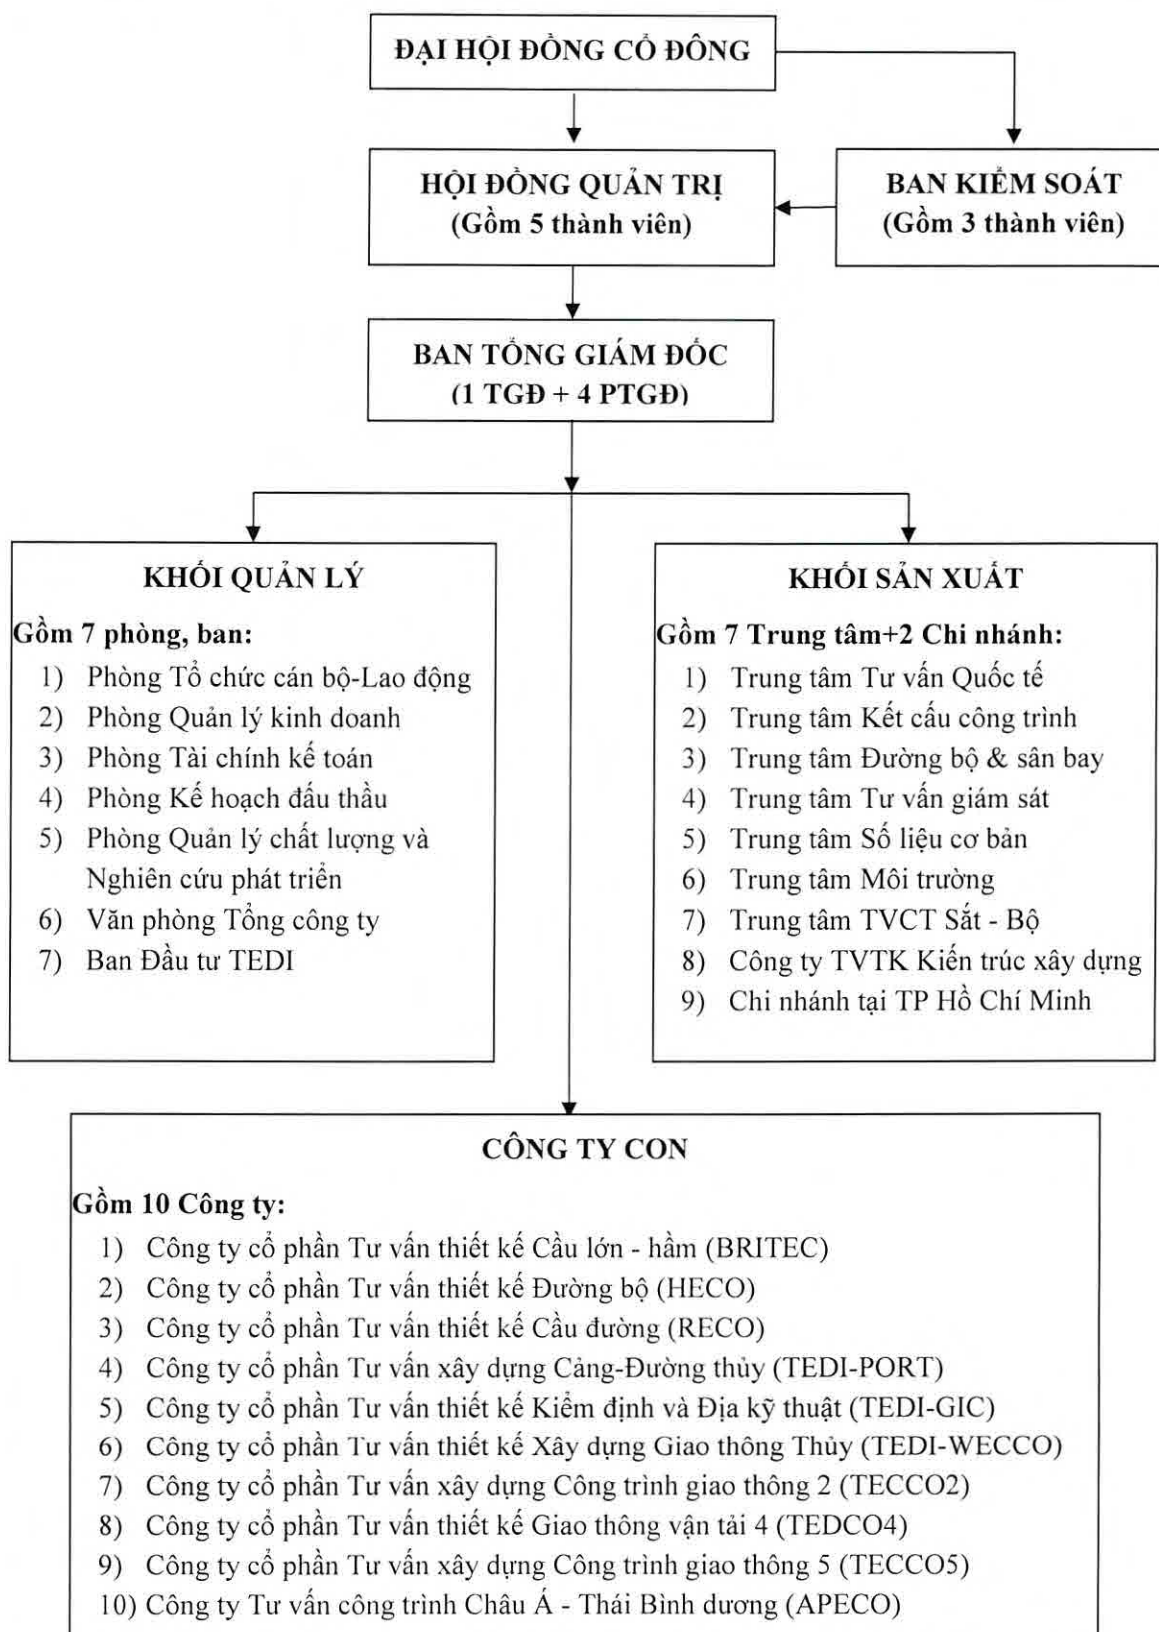 ĐẠI HỘI ĐỒNG CỔ ĐÔNG
HỘI ĐỒNG QUẢN TRỊ
(Gồm 5 thành viên)
BAN KIỂM SOÁT
(Gồm 3 thành viên)
BAN TỔNG GIÁM ĐỐC
(1 TGĐ + 4 PTGĐ)
KHỐI QUẢN LÝ
Gồm 7 phòng, ban:
1) Phòng Tổ chức cán bộ-Lao động
2) Phòng Quản lý kinh doanh
3) Phòng Tài chính kế toán
4) Phòng Kế hoạch đấu thầu
5) Phòng Quản lý chất lượng và
Nghiên cứu phát triển
6) Văn phòng Tổng công ty
7) Ban Đầu tư TEDI
KHỐI SẢN XUẤT
Gồm 7 Trung tâm+2 Chi nhánh:
1) Trung tâm Tư vấn Quốc tế
2) Trung tâm Kết cấu công trình
3) Trung tâm Đường bộ & sân bay
4) Trung tâm Tư vấn giám sát
5) Trung tâm Số liệu cơ bản
6) Trung tâm Môi trường
7) Trung tâm TVCT Sắt - Bộ
8) Công ty TVTK Kiến trúc xây dựng
9) Chi nhánh tại TP Hồ Chí Minh
CÔNG TY CON
Gồm 10 Công ty:
1) Công ty cổ phần Tư vấn thiết kế Cầu lớn - hầm (BRITEC)
2) Công ty cổ phần Tư vấn thiết kế Đường bộ (HECO)
3) Công ty cổ phần Tư vấn thiết kế Cầu đường (RECO)
4) Công ty cổ phần Tư vấn xây dựng Cảng-Đường thủy (TEDI-PORT)
5) Công ty cổ phần Tư vấn thiết kế Kiểm định và Địa kỹ thuật (TEDI-GIC)
6) Công ty cổ phần Tư vấn thiết kế Xây dựng Giao thông Thủy (TEDI-WECCO)
7) Công ty cổ phần Tư vấn xây dựng Công trình giao thông 2 (TECCO2)
8) Công ty cổ phần Tư vấn thiết kế Giao thông vận tải 4 (TEDCO4)
9) Công ty cổ phần Tư vấn xây dựng Công trình giao thông 5 (TECCO5)
10) Công ty Tư vấn công trình Châu Á - Thái Bình dương (APECO)